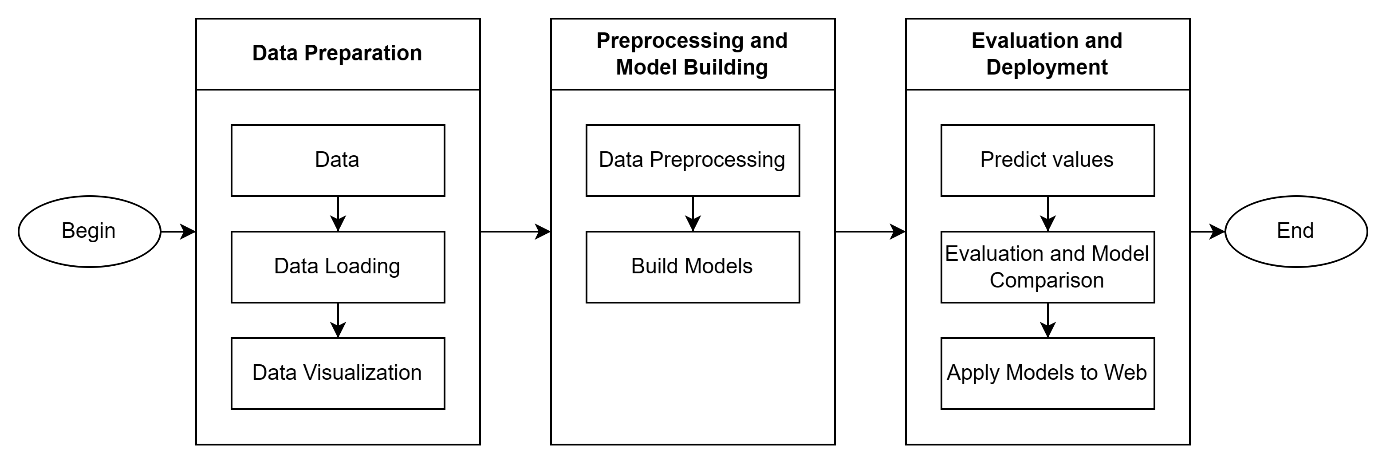 Begin
Data Preparation
Data
Data Loading
Data Visualization
Preprocessing and
Model Building
Data Preprocessing
Build Models
Evaluation and
Deployment
Predict values
Evaluation and Model
Comparison
Apply Models to Web
End